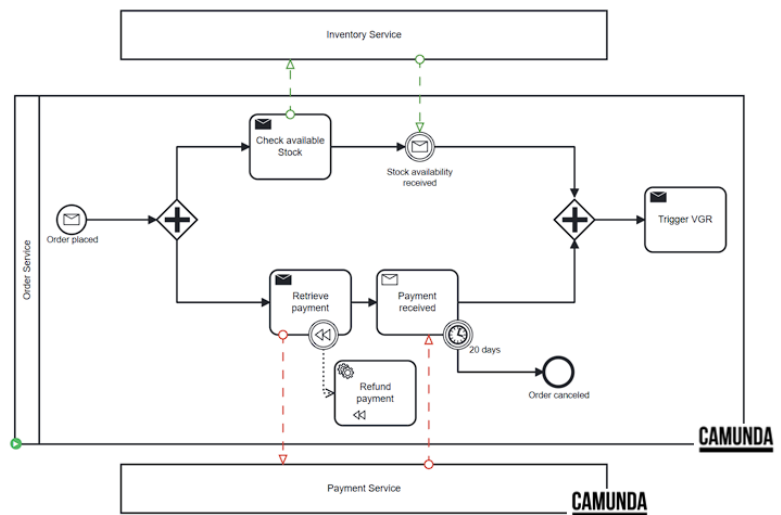 Inventory Service
Order Service
Check available
Stock
Stock availability
received
Order placed
Trigger VGR
Retrieve
payment
Payment
received
20 days
Refund
payment
Order canceled
CAMUNDA
Payment Service
CAMUNDA